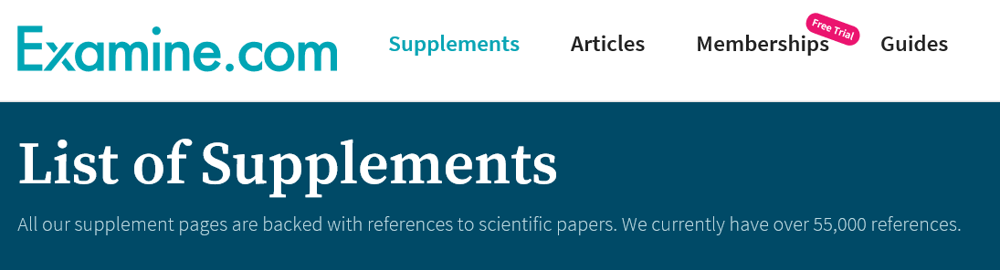 Examine.com
Supplements Articles Memberships Free Trial Guides
List of Supplements
All our supplement pages are backed with references to scientific papers. We currently have over 55,000 references.